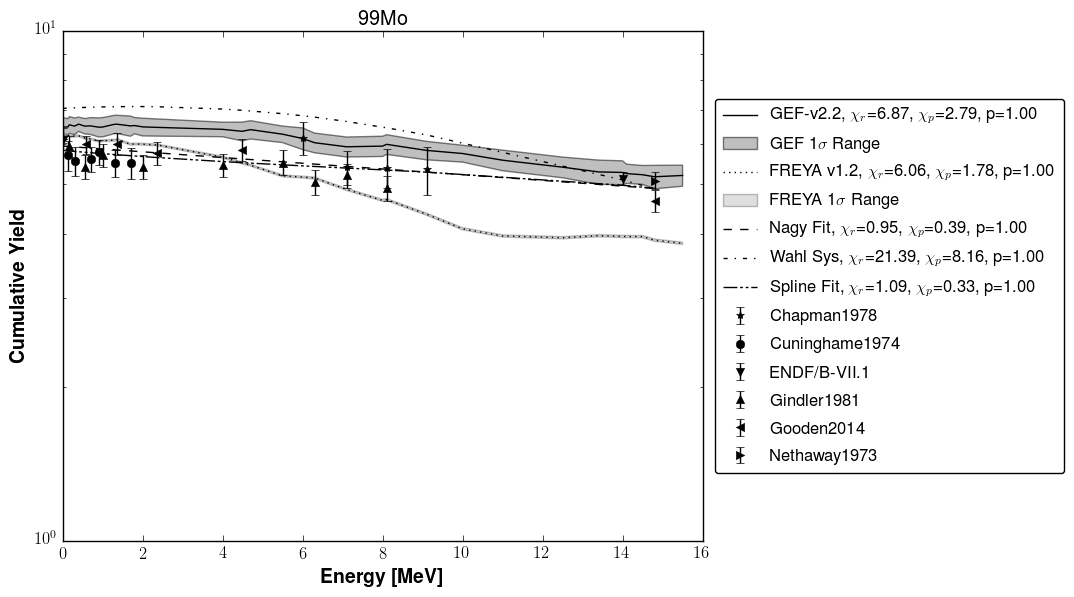 99Mo
10¹
10⁰
Cumulative Yield
0 2 4 6 8 10 12 14 16
Energy [MeV]
GEF-v2.2, χᵣ=6.87, χₚ=2.79, p=1.00
GEF 1σ Range
FREYA v1.2, χᵣ=6.06, χₚ=1.78, p=1.00
FREYA 1σ Range
Nagy Fit, χᵣ=0.95, χₚ=0.39, p=1.00
Wahl Sys, χᵣ=21.39, χₚ=8.16, p=1.00
Spline Fit, χᵣ=1.09, χₚ=0.33, p=1.00
Chapman1978
Cuninghame1974
ENDF/B-VII.1
Gindler1981
Gooden2014
Nethaway1973